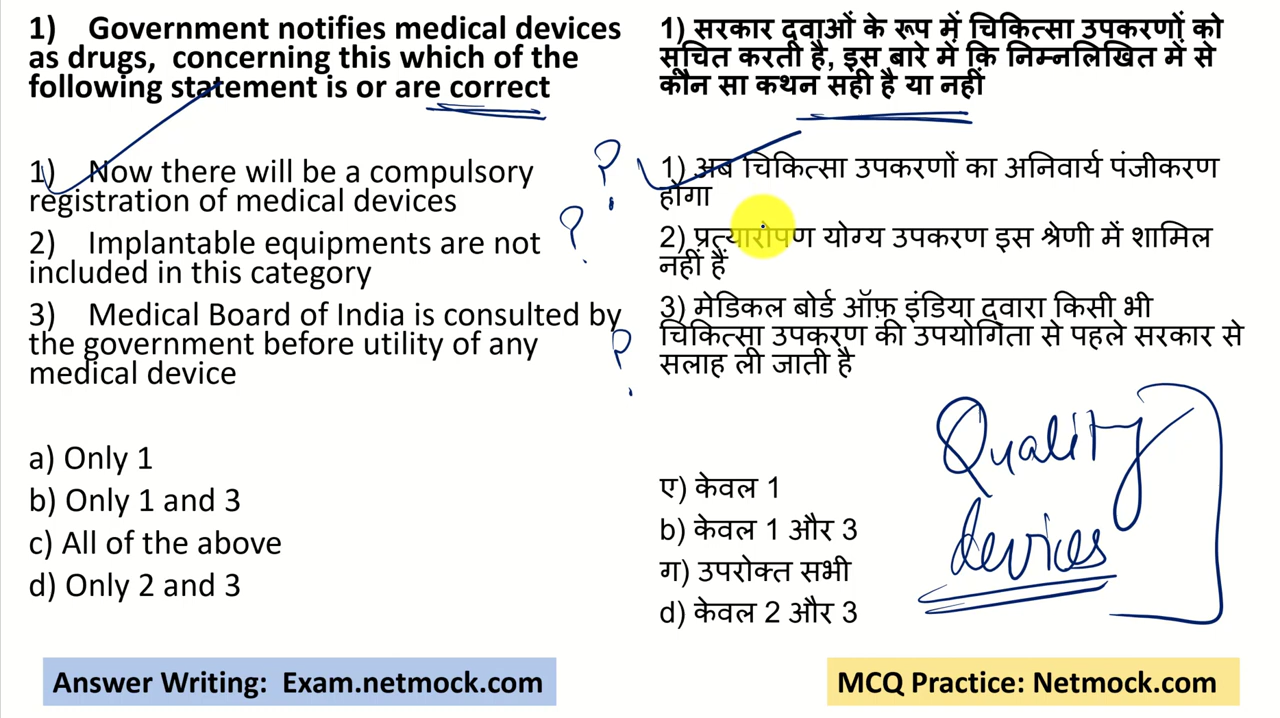 1) Government notifies medical devices
as drugs, concerning this which of the
following statement is or are correct
1) Now there will be a compulsory
registration of medical devices
2) Implantable equipments are not
included in this category
3) Medical Board of India is consulted by
the government before utility of any
medical device
a) Only 1
b) Only 1 and 3
c) All of the above
d) Only 2 and 3
1) सरकार दवाओं के रूप में चिकित्सा उपकरणों को
सूचित करती है, इस बारे में कि निम्नलिखित में से
कौन सा कथन सही है या नहीं
1) अब चिकित्सा उपकरणों का अनिवार्य पंजीकरण
होगा
2) प्रत्यारोपण योग्य उपकरण इस श्रेणी में शामिल
नहीं हैं
3) मेडिकल बोर्ड ऑफ़ इंडिया द्वारा किसी भी
चिकित्सा उपकरण की उपयोगिता से पहले सरकार से
सलाह ली जाती है
ए) केवल 1
b) केवल 1 और 3
ग) उपरोक्त सभी
d) केवल 2 और 3
?
?
?
Quality
devices
Answer Writing: Exam.netmock.com
MCQ Practice: Netmock.com